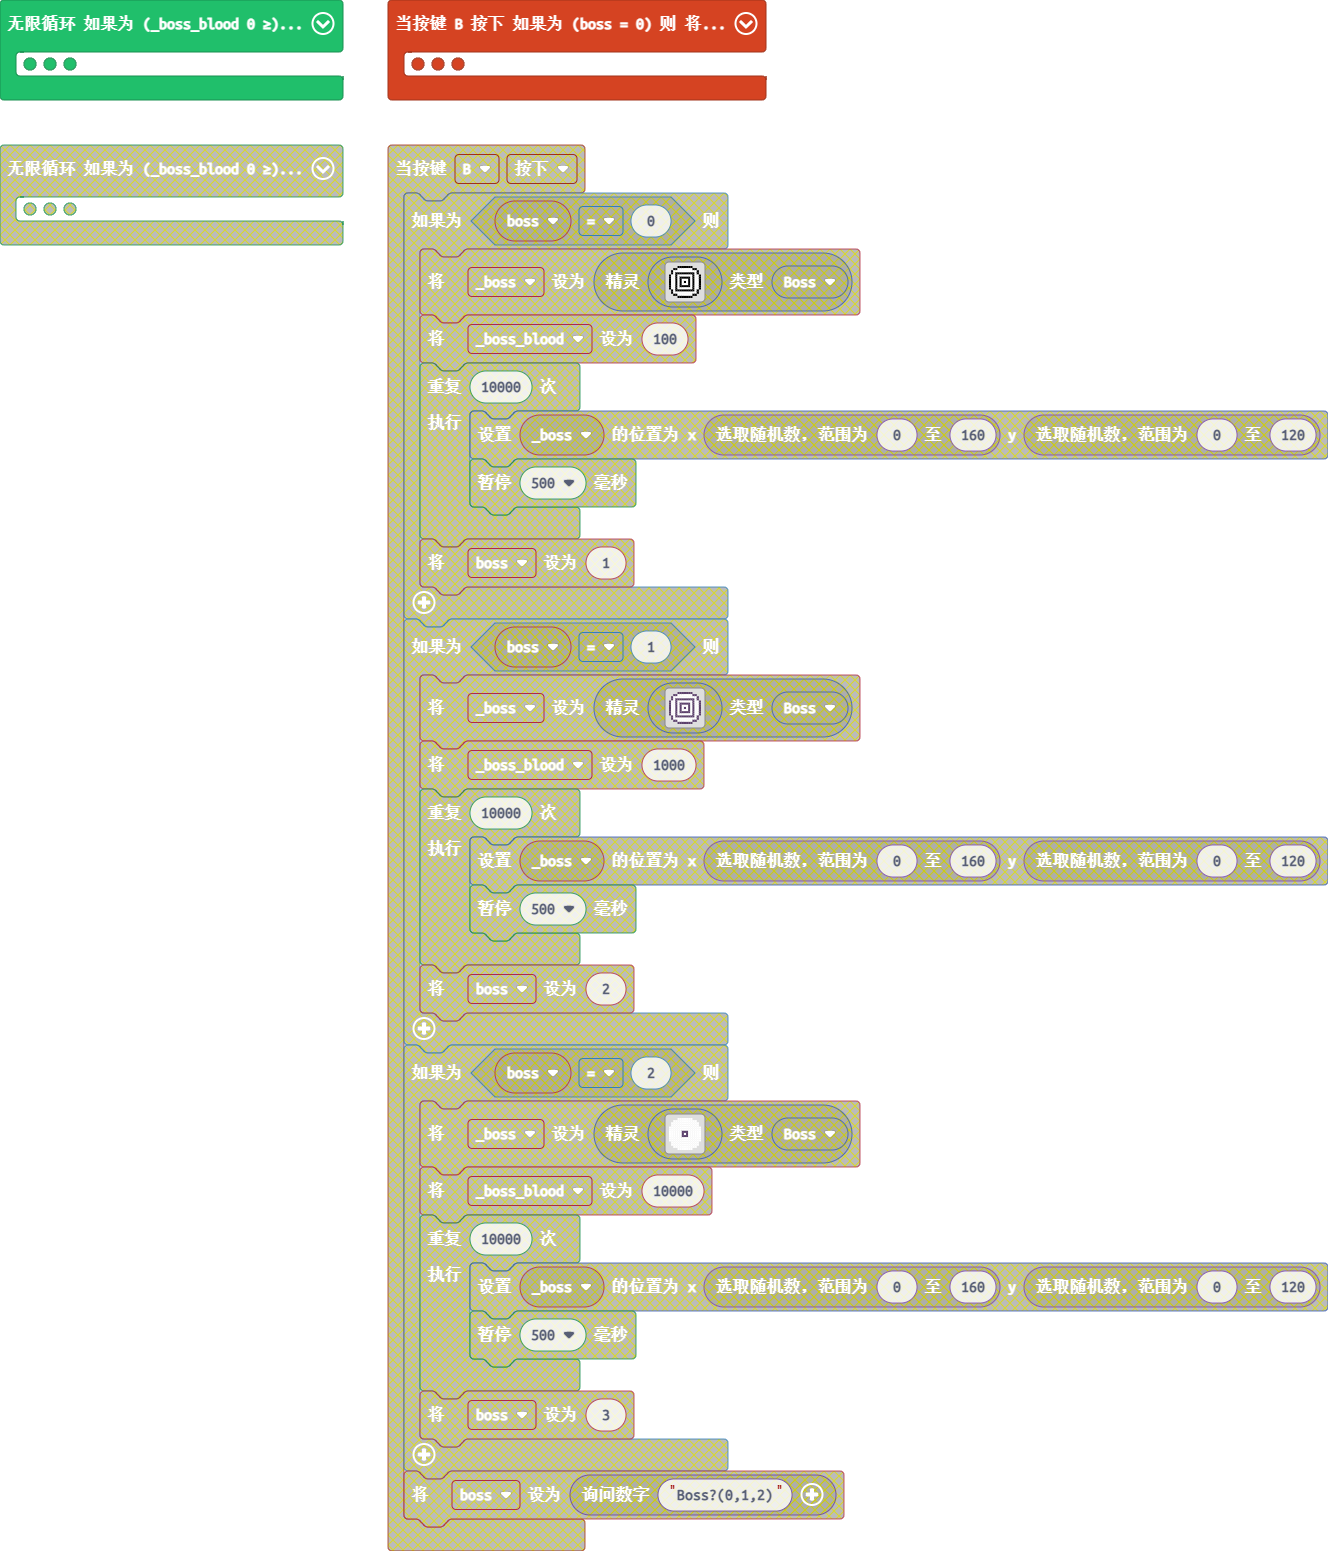 无限循环 如果为 (_boss_blood 0 ≥)...
当按键 B 按下 如果为 (boss = 0) 则 将...
无限循环 如果为 (_boss_blood 0 ≥)...
当按键 B 按下
如果为 boss = 0 则
将 _boss 设为 精灵 类型 Boss
将 _boss_blood 设为 100
重复 10000 次
执行
设置 _boss 的位置为 x 选取随机数，范围为 0 至 160 y 选取随机数，范围为 0 至 120
暂停 500 毫秒
将 boss 设为 1
如果为 boss = 1 则
将 _boss 设为 精灵 类型 Boss
将 _boss_blood 设为 1000
重复 10000 次
执行
设置 _boss 的位置为 x 选取随机数，范围为 0 至 160 y 选取随机数，范围为 0 至 120
暂停 500 毫秒
将 boss 设为 2
如果为 boss = 2 则
将 _boss 设为 精灵 类型 Boss
将 _boss_blood 设为 10000
重复 10000 次
执行
设置 _boss 的位置为 x 选取随机数，范围为 0 至 160 y 选取随机数，范围为 0 至 120
暂停 500 毫秒
将 boss 设为 3
将 boss 设为 询问数字 "Boss?(0,1,2)"